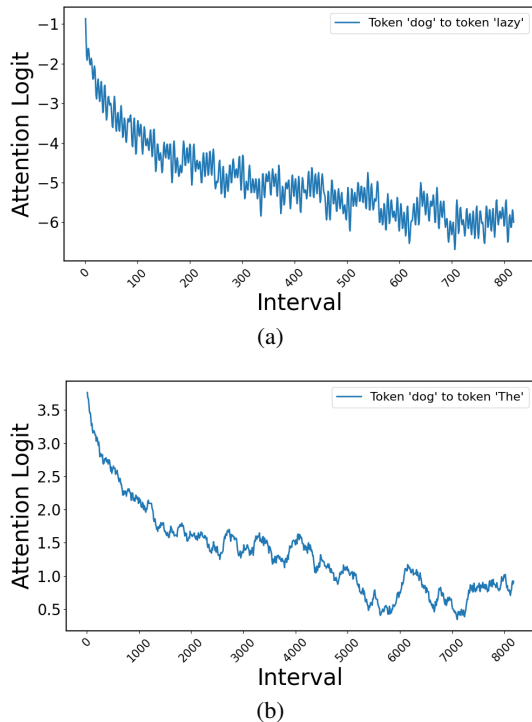 Token 'dog' to token 'lazy'
Attention Logit
−1
−2
−3
−4
−5
−6
0 100 200 300 400 500 600 700 800
Interval
(a)
Token 'dog' to token 'The'
Attention Logit
3.5
3.0
2.5
2.0
1.5
1.0
0.5
0 1000 2000 3000 4000 5000 6000 7000 8000
Interval
(b)